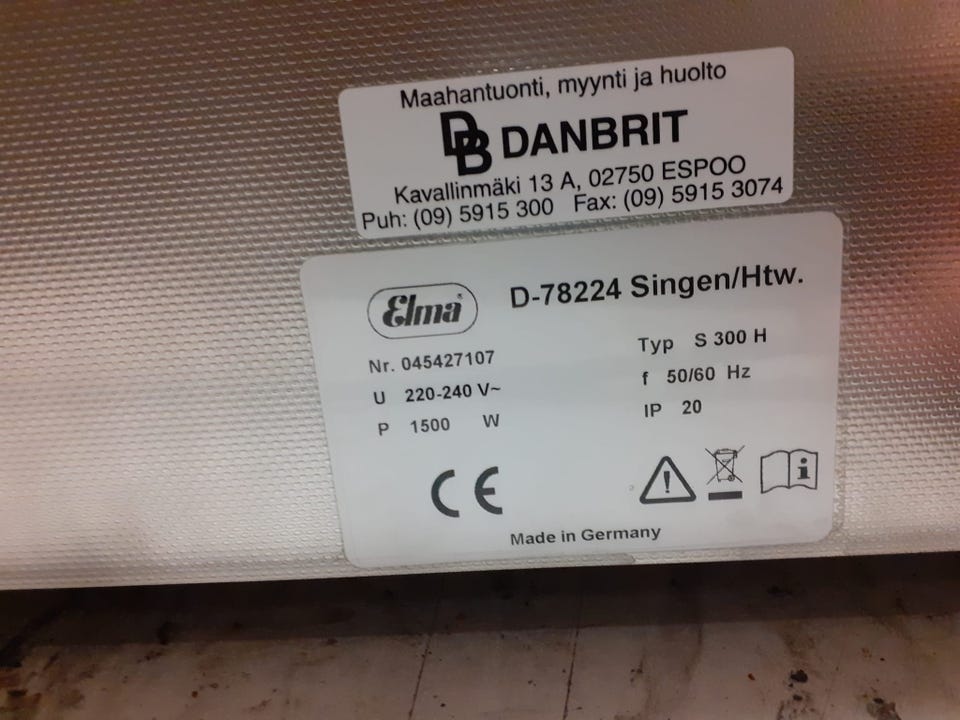 Maahantuonti, myynti ja huolto
DB DANBRIT
Kavallinmäki 13 A, 02750 ESPOO
Puh: (09) 5915 300 Fax: (09) 5915 3074
Elma® D-78224 Singen/Htw.
Nr. 045427107 Typ S 300 H
U 220-240 V~ f 50/60 Hz
P 1500 W IP 20
CE
Made in Germany